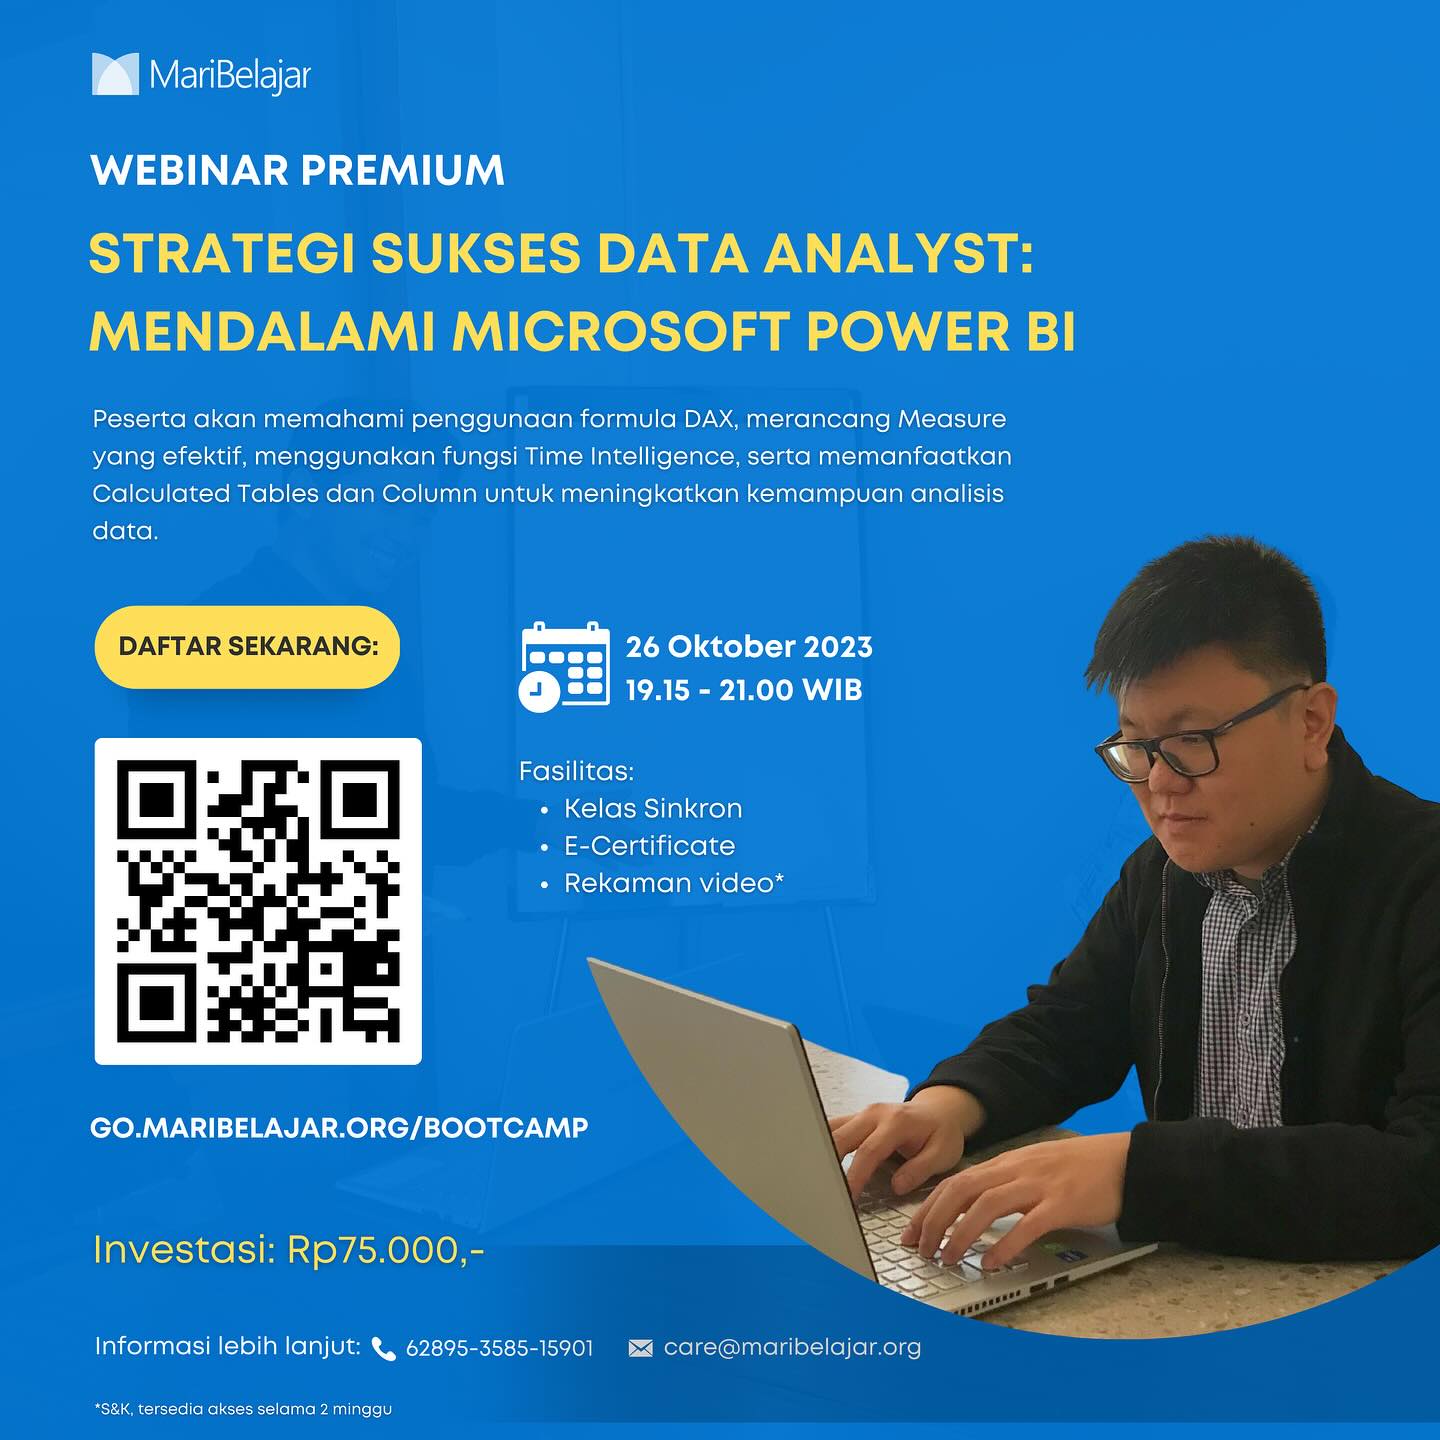 MariBelajar
WEBINAR PREMIUM
STRATEGI SUKSES DATA ANALYST:
MENDALAMI MICROSOFT POWER BI
Peserta akan memahami penggunaan formula DAX, merancang Measure
yang efektif, menggunakan fungsi Time Intelligence, serta memanfaatkan
Calculated Tables dan Column untuk meningkatkan kemampuan analisis
data.
DAFTAR SEKARANG:
26 Oktober 2023
19.15 - 21.00 WIB
Fasilitas:
• Kelas Sinkron
• E-Certificate
• Rekaman video*
GO.MARIBELAJAR.ORG/BOOTCAMP
Investasi: Rp75.000,-
Informasi lebih lanjut: 62895-3585-15901 care@maribelajar.org
*S&K, tersedia akses selama 2 minggu